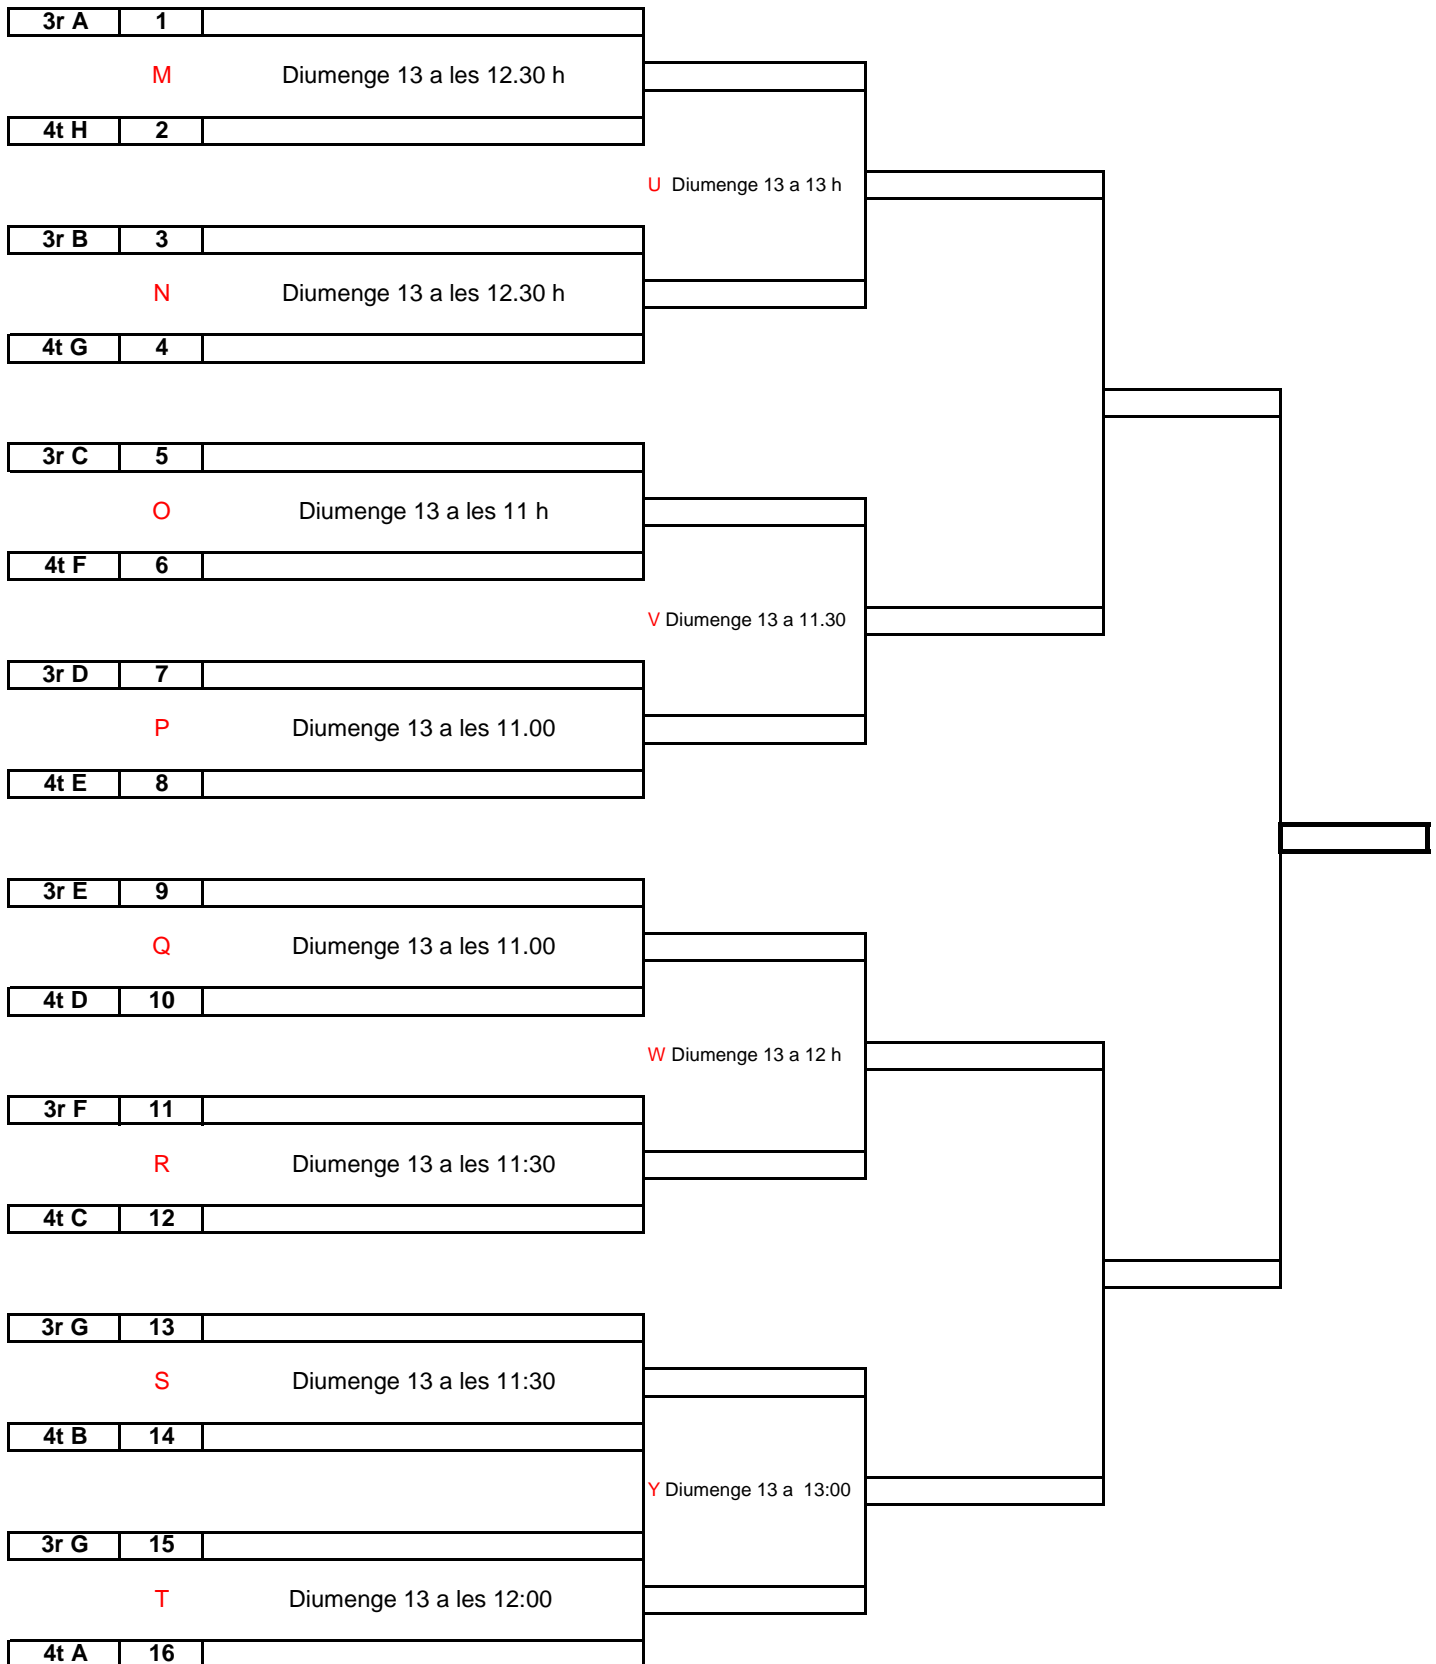 3r A 1
M Diumenge 13 a les 12.30 h
4t H 2
U Diumenge 13 a 13 h
3r B 3
N Diumenge 13 a les 12.30 h
4t G 4
3r C 5
O Diumenge 13 a les 11 h
4t F 6
V Diumenge 13 a 11.30
3r D 7
P Diumenge 13 a les 11.00
4t E 8
3r E 9
Q Diumenge 13 a les 11.00
4t D 10
W Diumenge 13 a 12 h
3r F 11
R Diumenge 13 a les 11:30
4t C 12
3r G 13
S Diumenge 13 a les 11:30
4t B 14
Y Diumenge 13 a 13:00
3r G 15
T Diumenge 13 a les 12:00
4t A 16